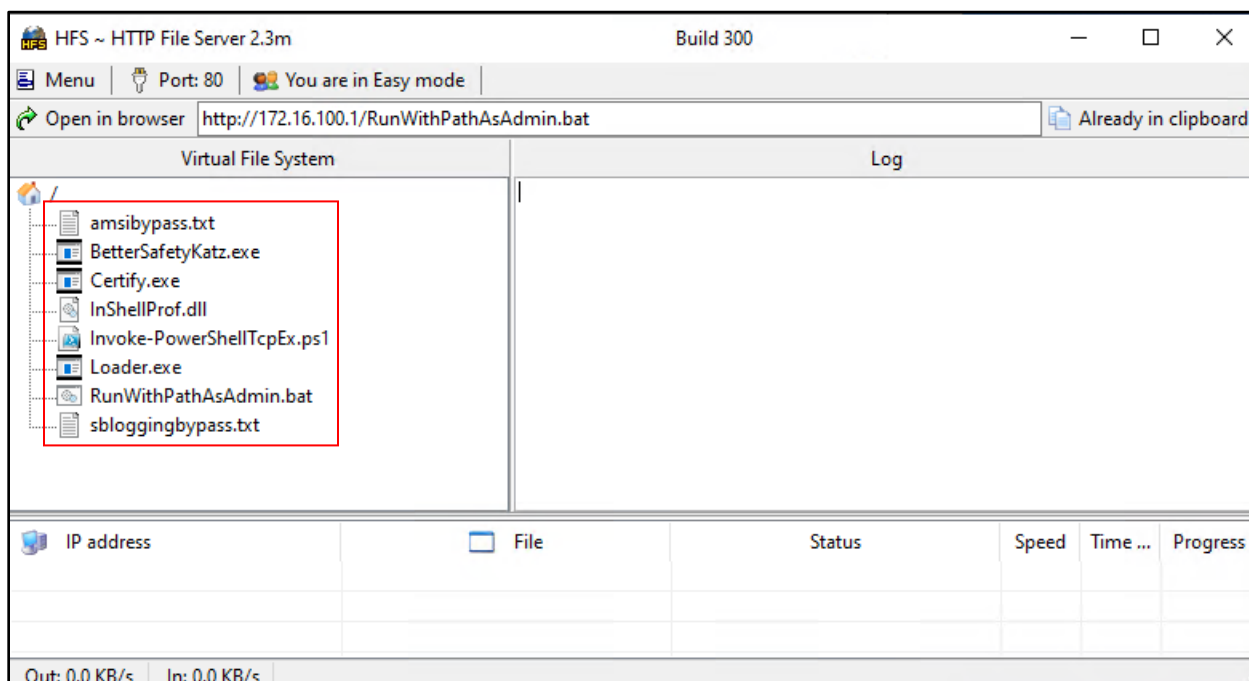 HFS ~ HTTP File Server 2.3m Build 300
Menu Port: 80 You are in Easy mode
Open in browser http://172.16.100.1/RunWithPathAsAdmin.bat Already in clipboard
Virtual File System Log
/
amsibypass.txt
BetterSafetyKatz.exe
Certify.exe
InShellProf.dll
Invoke-PowerShellTcpEx.ps1
Loader.exe
RunWithPathAsAdmin.bat
sbloggingbypass.txt
IP address File Status Speed Time ... Progress
Out: 0.0 KB/s In: 0.0 KB/s